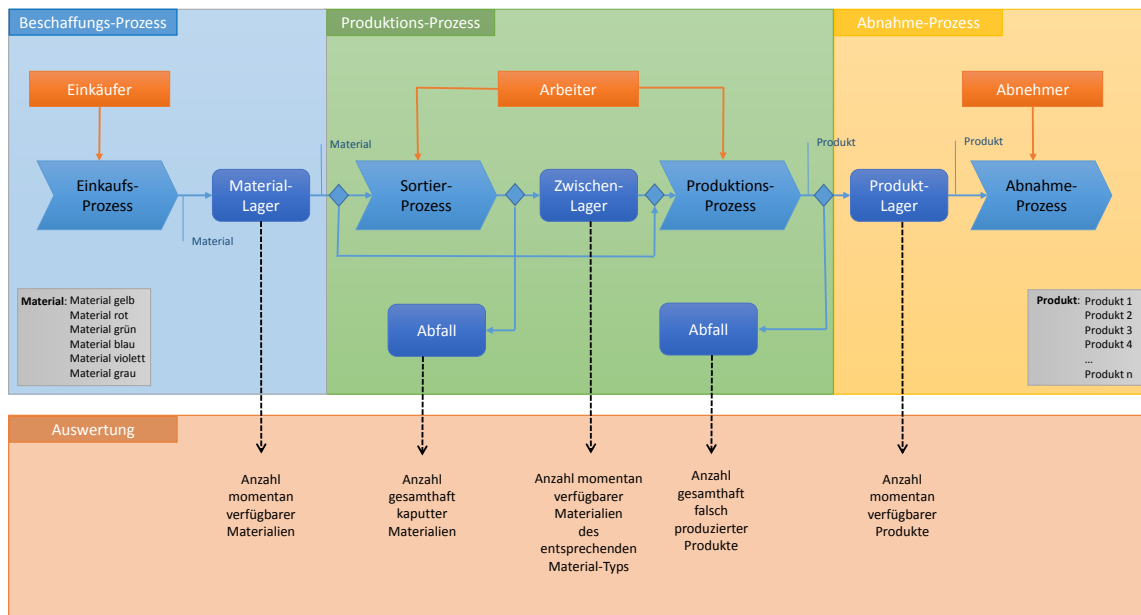 Beschaffungs-Prozess
Produktions-Prozess
Abnahme-Prozess
Einkäufer
Arbeiter
Abnehmer
Material
Produkt
Produkt
Einkaufs-
Prozess
Material-
Lager
Sortier-
Prozess
Zwischen-
Lager
Produktions-
Prozess
Produkt-
Lager
Abnahme-
Prozess
Material
Material: Material gelb
Material rot
Material grün
Material blau
Material violett
Material grau
Abfall
Abfall
Produkt: Produkt 1
Produkt 2
Produkt 3
Produkt 4
...
Produkt n
Auswertung
Anzahl
momentan
verfügbarer
Materialien
Anzahl
gesamthaft
kaputter
Materialien
Anzahl momentan
verfügbarer
Materialien
des
entsprechenden
Material-Typs
Anzahl
gesamthaft
falsch
produzierter
Produkte
Anzahl
momentan
verfügbarer
Produkte